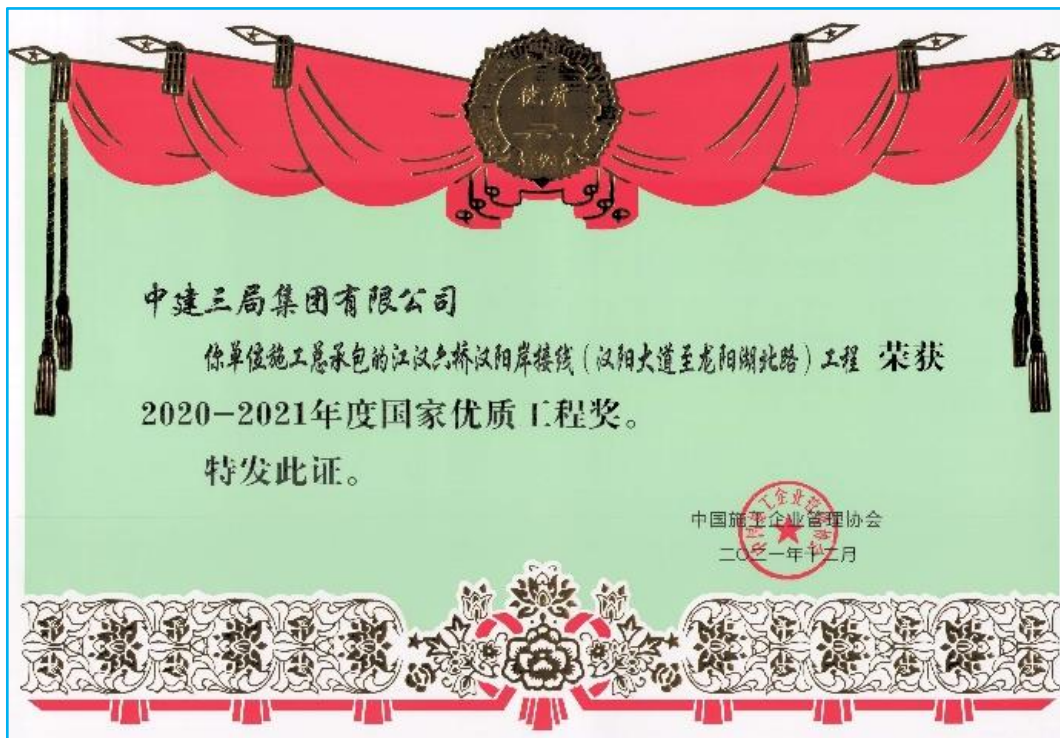 优质
中建三局集团有限公司
你单位施工总承包的江汉六桥汉阳岸接线（汉阳大道至龙阳湖北路）工程 荣获
2020-2021年度国家优质工程奖。
特发此证。
中国施工企业管理协会
二〇二一年十二月